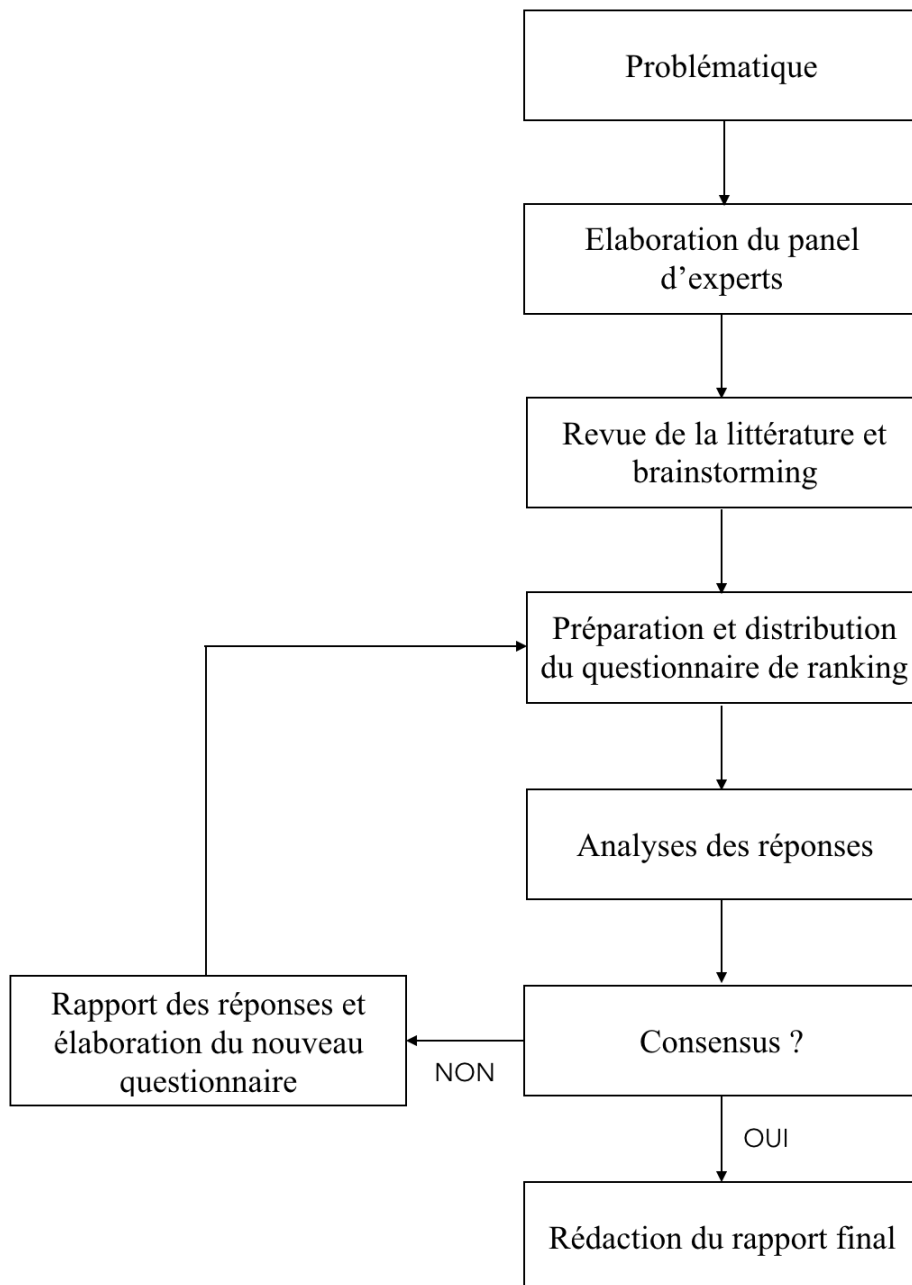 Problématique
Elaboration du panel
d’experts
Revue de la littérature et
brainstorming
Préparation et distribution
du questionnaire de ranking
Analyses des réponses
Rapport des réponses et
élaboration du nouveau
questionnaire
NON
Consensus ?
OUI
Rédaction du rapport final